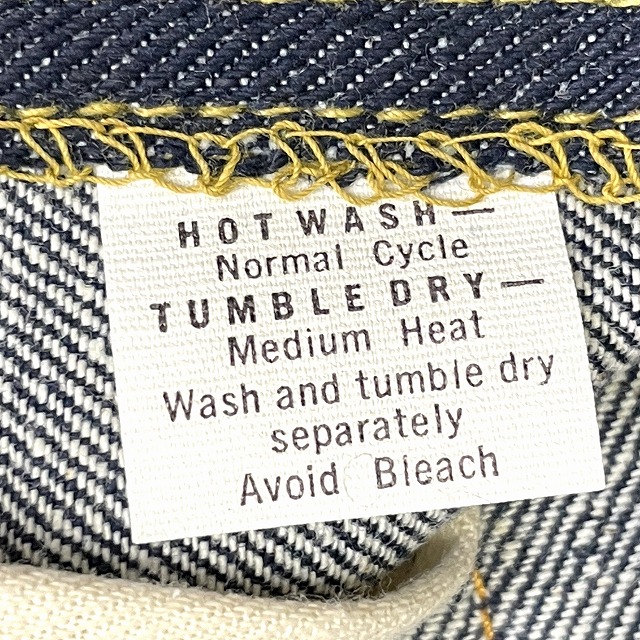 HOT WASH—
Normal Cycle
TUMBLE DRY—
Medium Heat
Wash and tumble dry
separately
Avoid Bleach